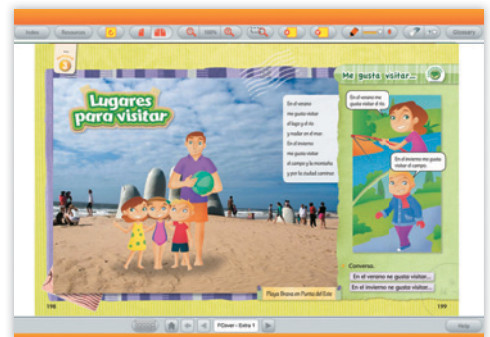 Index
Resources
100%
Glossary
3
Lugares
para visitar
En el verano
me gusta visitar
el lago y el río
y nadar en el mar.
En el invierno
me gusta visitar
el campo y la montaña
y por la ciudad caminar.
Playa Brava en Punta del Este
198
Me gusta visitar...
En el verano me
gusta visitar el río.
En el invierno me gusta
visitar el campo.
Conversa.
En el verano me gusta visitar...
En el invierno me gusta visitar...
199
FCover - Extra 1
Help